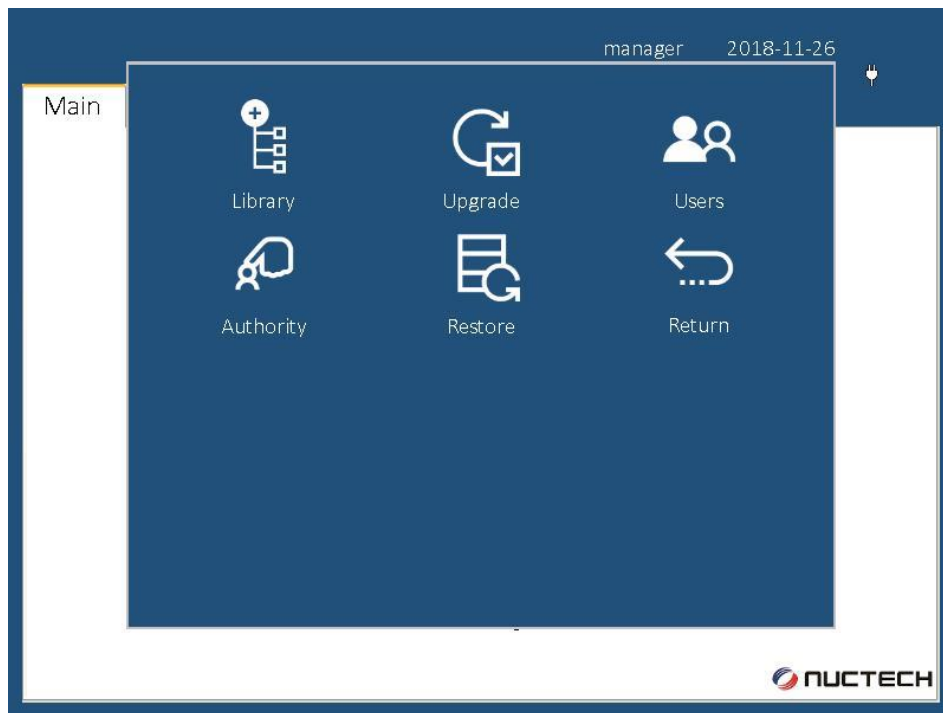 manager 2018-11-26
Main
Library Upgrade Users
Authority Restore Return
NUCTECH